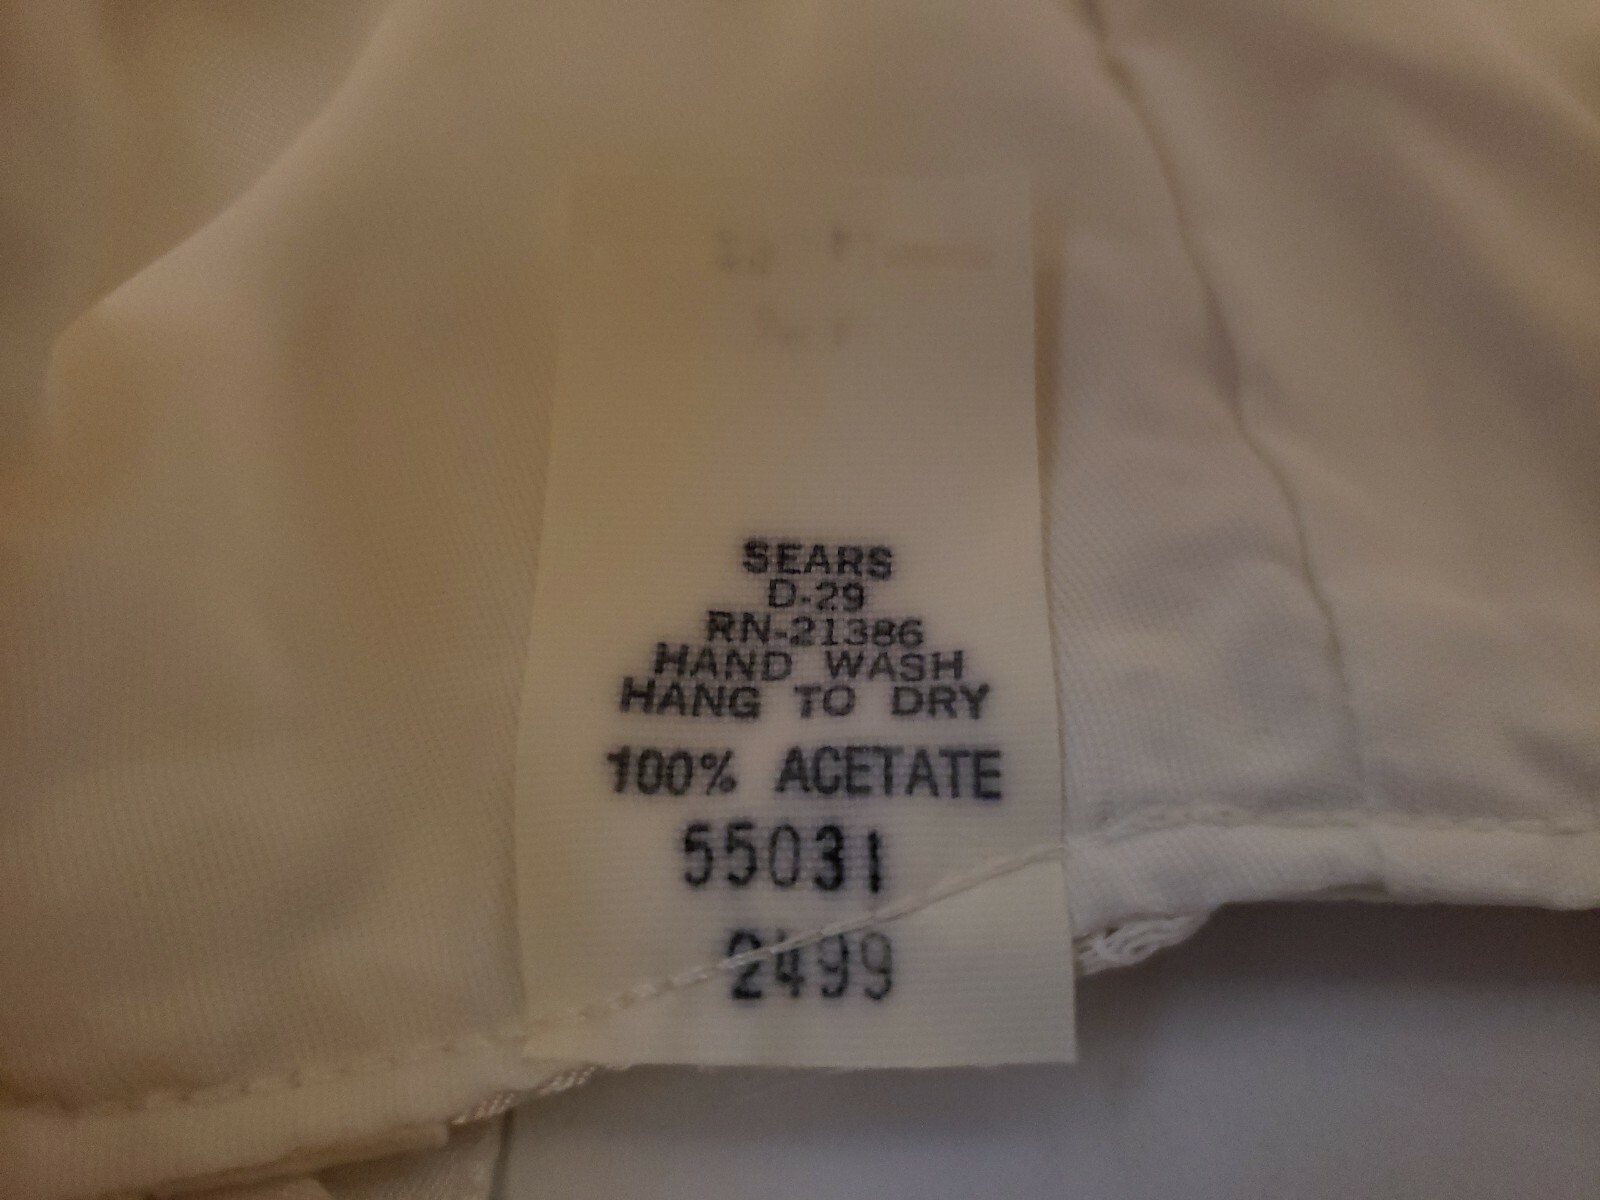 SEARS
D-29
RN-21386
HAND WASH
HANG TO DRY
100% ACETATE
55031
2499